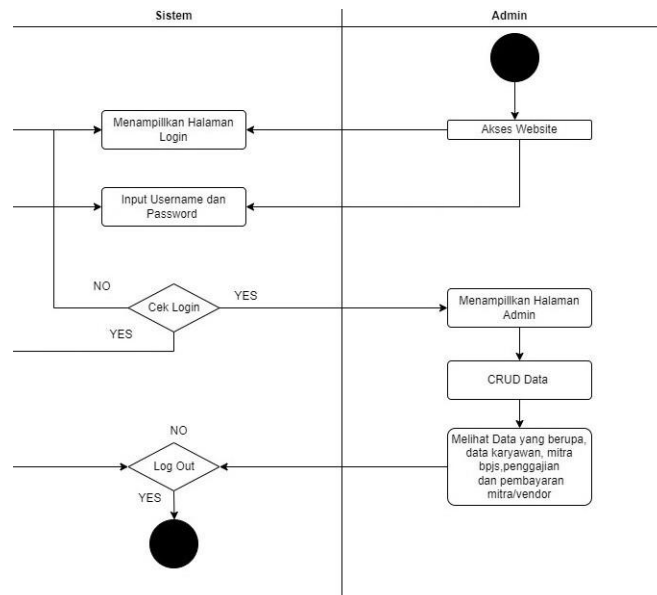 Sistem
Admin
Menampillkan Halaman
Login
Akses Website
Input Username dan
Password
NO
Cek Login
YES
YES
Menampillkan Halaman
Admin
CRUD Data
NO
Log Out
YES
Melihat Data yang berupa,
data karyawan, mitra
bpjs,penggajian
dan pembayaran
mitra/vendor